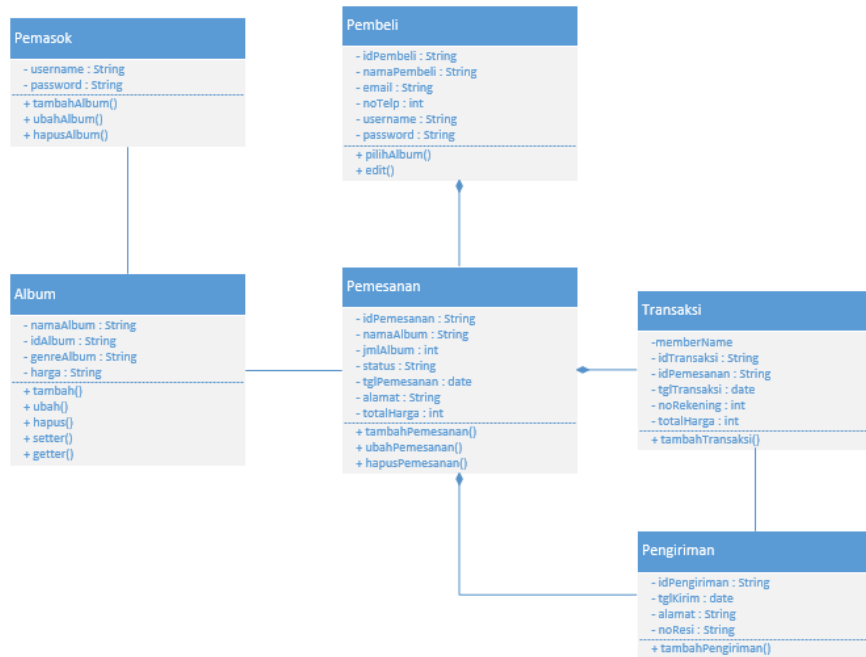 Pemasok
- username : String
- password : String
+ tambahAlbum()
+ ubahAlbum()
+ hapusAlbum()
Pembeli
- idPembeli : String
- namaPembeli : String
- email : String
- noTelp : int
- username : String
- password : String
+ pilihAlbum()
+ edit()
Album
- namaAlbum : String
- idAlbum : String
- genreAlbum : String
- harga : String
+ tambah()
+ ubah()
+ hapus()
+ setter()
+ getter()
Pemesanan
- idPemesanan : String
- namaAlbum : String
- jmlAlbum : int
- status : String
- tglPemesanan : date
- alamat : String
- totalHarga : int
+ tambahPemesanan()
+ ubahPemesanan()
+ hapusPemesanan()
Transaksi
-memberName
- idTransaksi : String
- idPemesanan : String
- tglTransaksi : date
- noRekening : int
- totalHarga : int
+ tambahTransaksi()
Pengiriman
- idPengiriman : String
- tglKirim : date
- alamat : String
- noResi : String
+ tambahPengiriman()